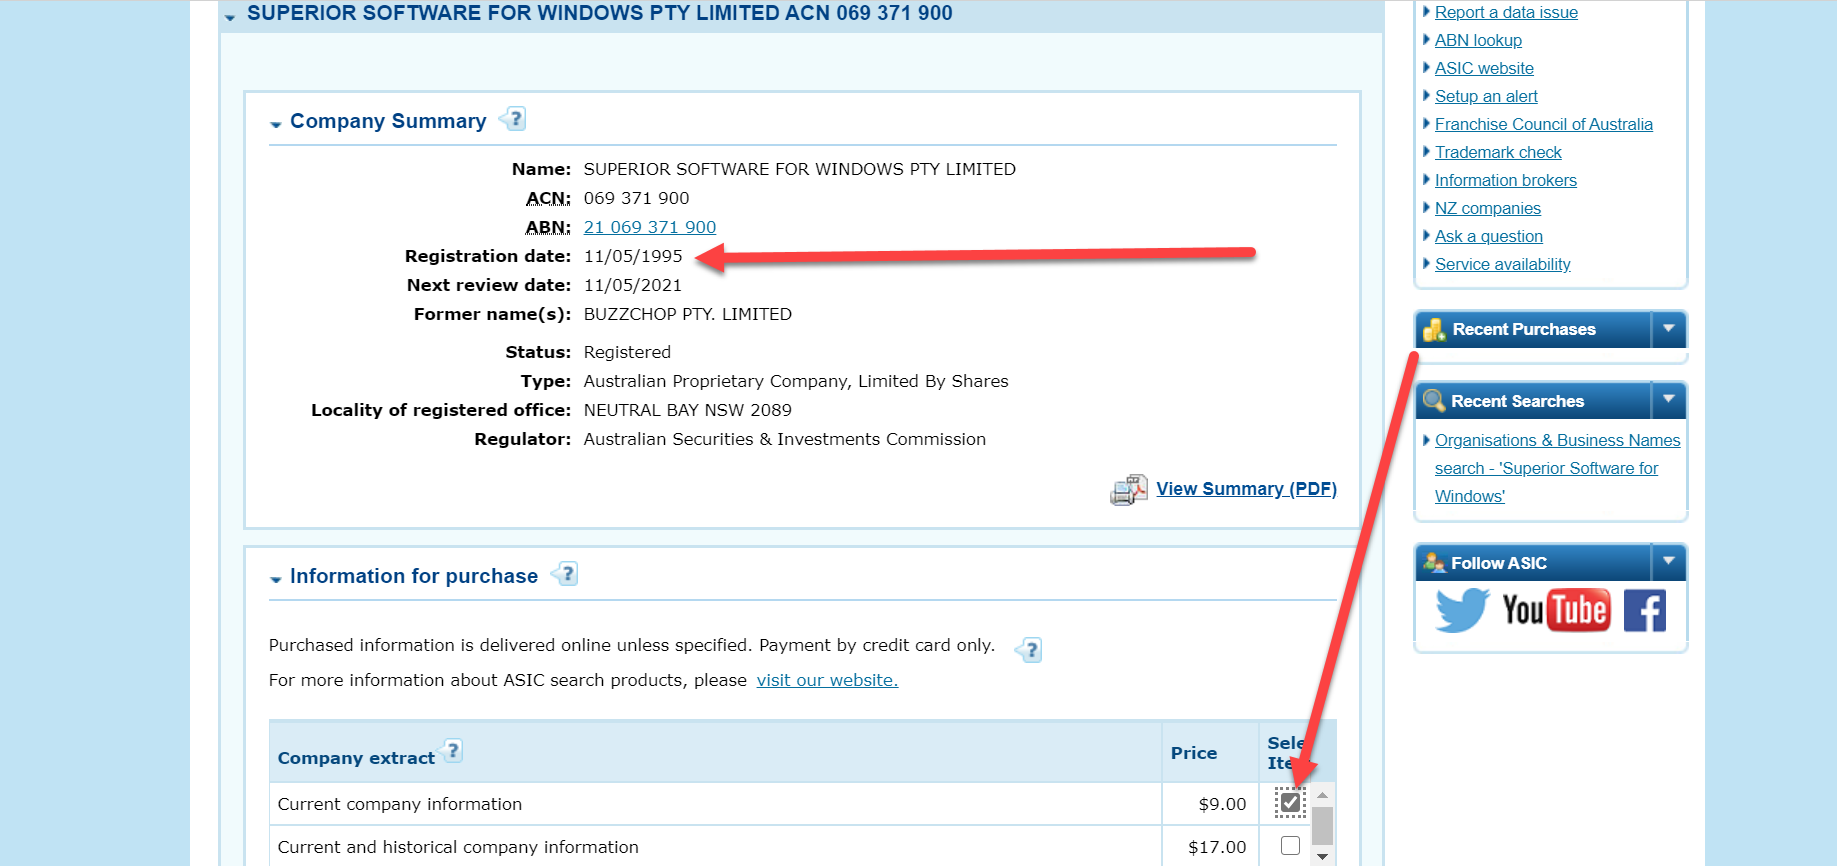 SUPERIOR SOFTWARE FOR WINDOWS PTY LIMITED ACN 069 371 900
Company Summary ?
Name: SUPERIOR SOFTWARE FOR WINDOWS PTY LIMITED
ACN: 069 371 900
ABN: 21 069 371 900
Registration date: 11/05/1995
Next review date: 11/05/2021
Former name(s): BUZZCHOP PTY. LIMITED
Status: Registered
Type: Australian Proprietary Company, Limited By Shares
Locality of registered office: NEUTRAL BAY NSW 2089
Regulator: Australian Securities & Investments Commission
View Summary (PDF)
Information for purchase ?
Purchased information is delivered online unless specified. Payment by credit card only. ?
For more information about ASIC search products, please visit our website.
Company extract ?
Price
Sele
Ite
Current company information $9.00
Current and historical company information $17.00
Report a data issue
ABN lookup
ASIC website
Setup an alert
Franchise Council of Australia
Trademark check
Information brokers
NZ companies
Ask a question
Service availability
Recent Purchases
Recent Searches
Organisations & Business Names
search - 'Superior Software for
Windows'
Follow ASIC
YouTube f